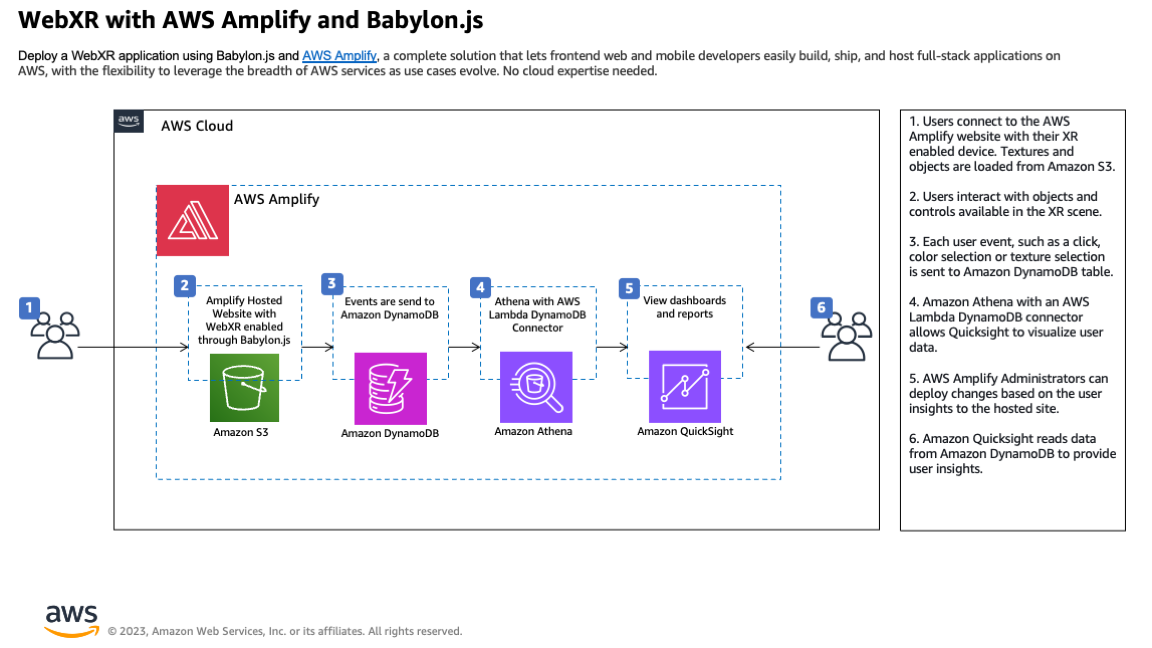 WebXR with AWS Amplify and Babylon.js
Deploy a WebXR application using Babylon.js and AWS Amplify, a complete solution that lets frontend web and mobile developers easily build, ship, and host full-stack applications on
AWS, with the flexibility to leverage the breadth of AWS services as use cases evolve. No cloud expertise needed.
aws
AWS Cloud
AWS Amplify
1
2
Amplify Hosted
Website with
WebXR enabled
through Babylon.js
Amazon S3
3
Events are send to
Amazon DynamoDB
Amazon DynamoDB
4
Athena with AWS
Lambda DynamoDB
Connector
Amazon Athena
5
View dashboards
and reports
Amazon QuickSight
6
1. Users connect to the AWS
Amplify website with their XR
enabled device. Textures and
objects are loaded from Amazon S3.
2. Users interact with objects and
controls available in the XR scene.
3. Each user event, such as a click,
color selection or texture selection
is sent to Amazon DynamoDB table.
4. Amazon Athena with an AWS
Lambda DynamoDB connector
allows Quicksight to visualize user
data.
5. AWS Amplify Administrators can
deploy changes based on the user
insights to the hosted site.
6. Amazon Quicksight reads data
from Amazon DynamoDB to provide
user insights.
aws
© 2023, Amazon Web Services, Inc. or its affiliates. All rights reserved.